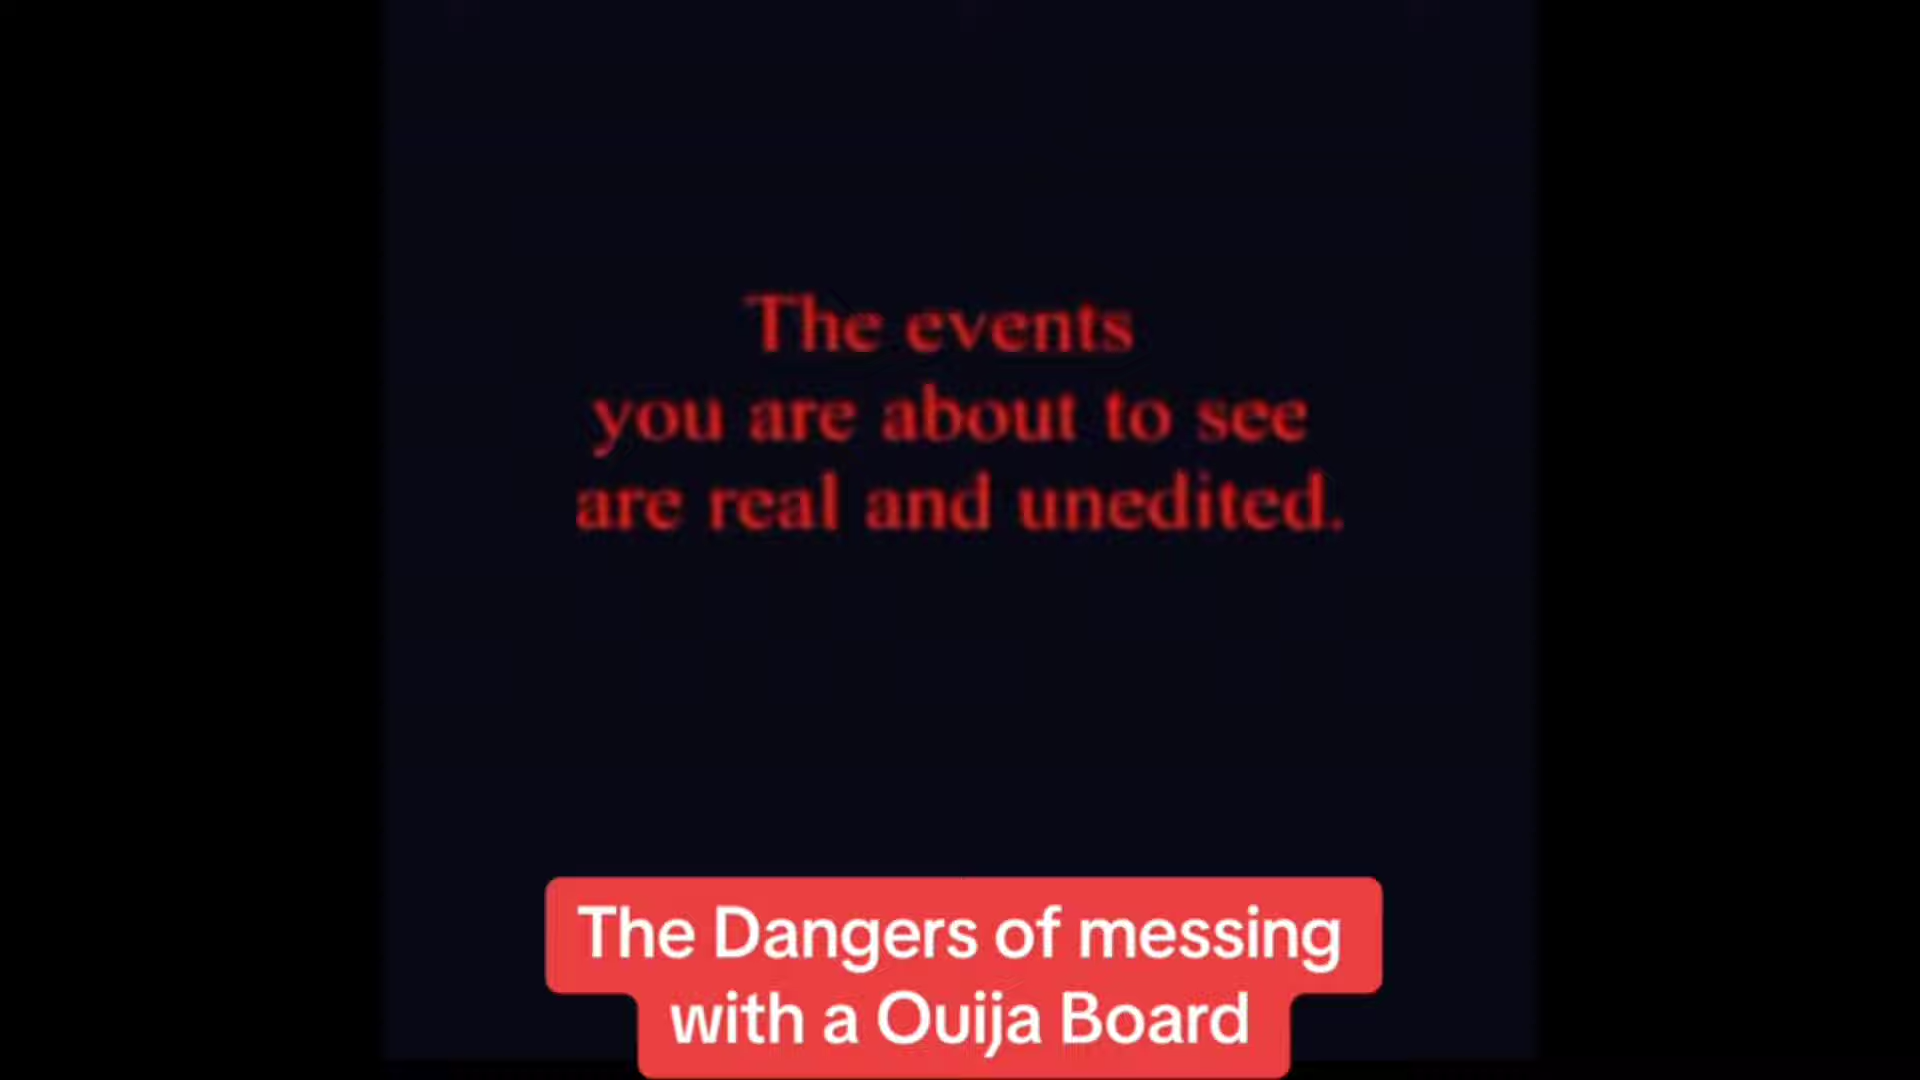 The events
you are about to see
are real and unedited.
The Dangers of messing
with a Ouija Board